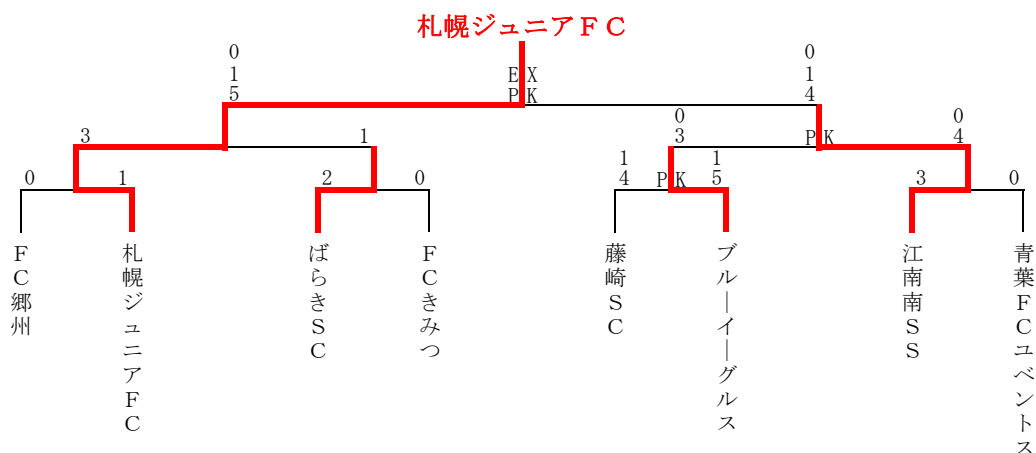 札幌ジュニアＦＣ
0 0
1 EX 1
5 PK 4
0 0
3 1 3 PK 4
1 1
0 1 2 0 4 PK 5 3 0
ＦＣ郷州
札幌ジュニアＦＣ
ばらきＳＣ
ＦＣきみつ
藤崎ＳＣ
ブルーイーグルス
江南南ＳＳ
青葉ＦＣユベントス